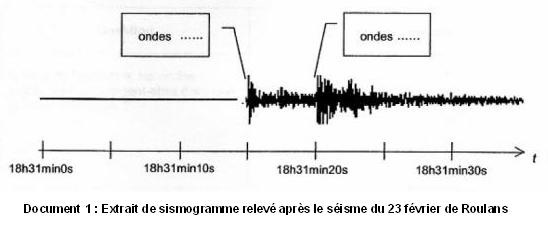 ondes ......
ondes ......
18h31min0s
18h31min10s
18h31min20s
18h31min30s
t
Document 1 : Extrait de sismogramme relevé après le séisme du 23 février de Roulans